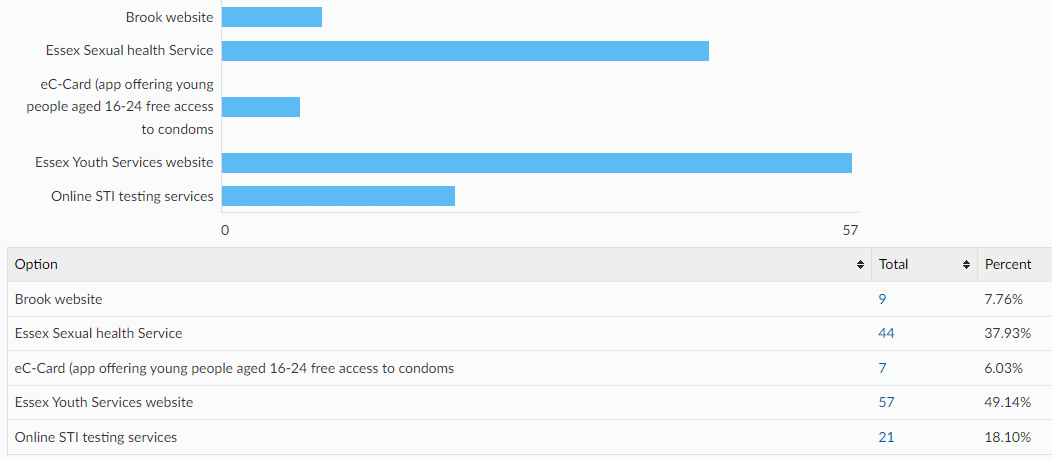 Brook website
Essex Sexual health Service
eC-Card (app offering young
people aged 16-24 free access
to condoms
Essex Youth Services website
Online STI testing services
0 57
Option Total Percent
Brook website 9 7.76%
Essex Sexual health Service 44 37.93%
eC-Card (app offering young people aged 16-24 free access to condoms 7 6.03%
Essex Youth Services website 57 49.14%
Online STI testing services 21 18.10%